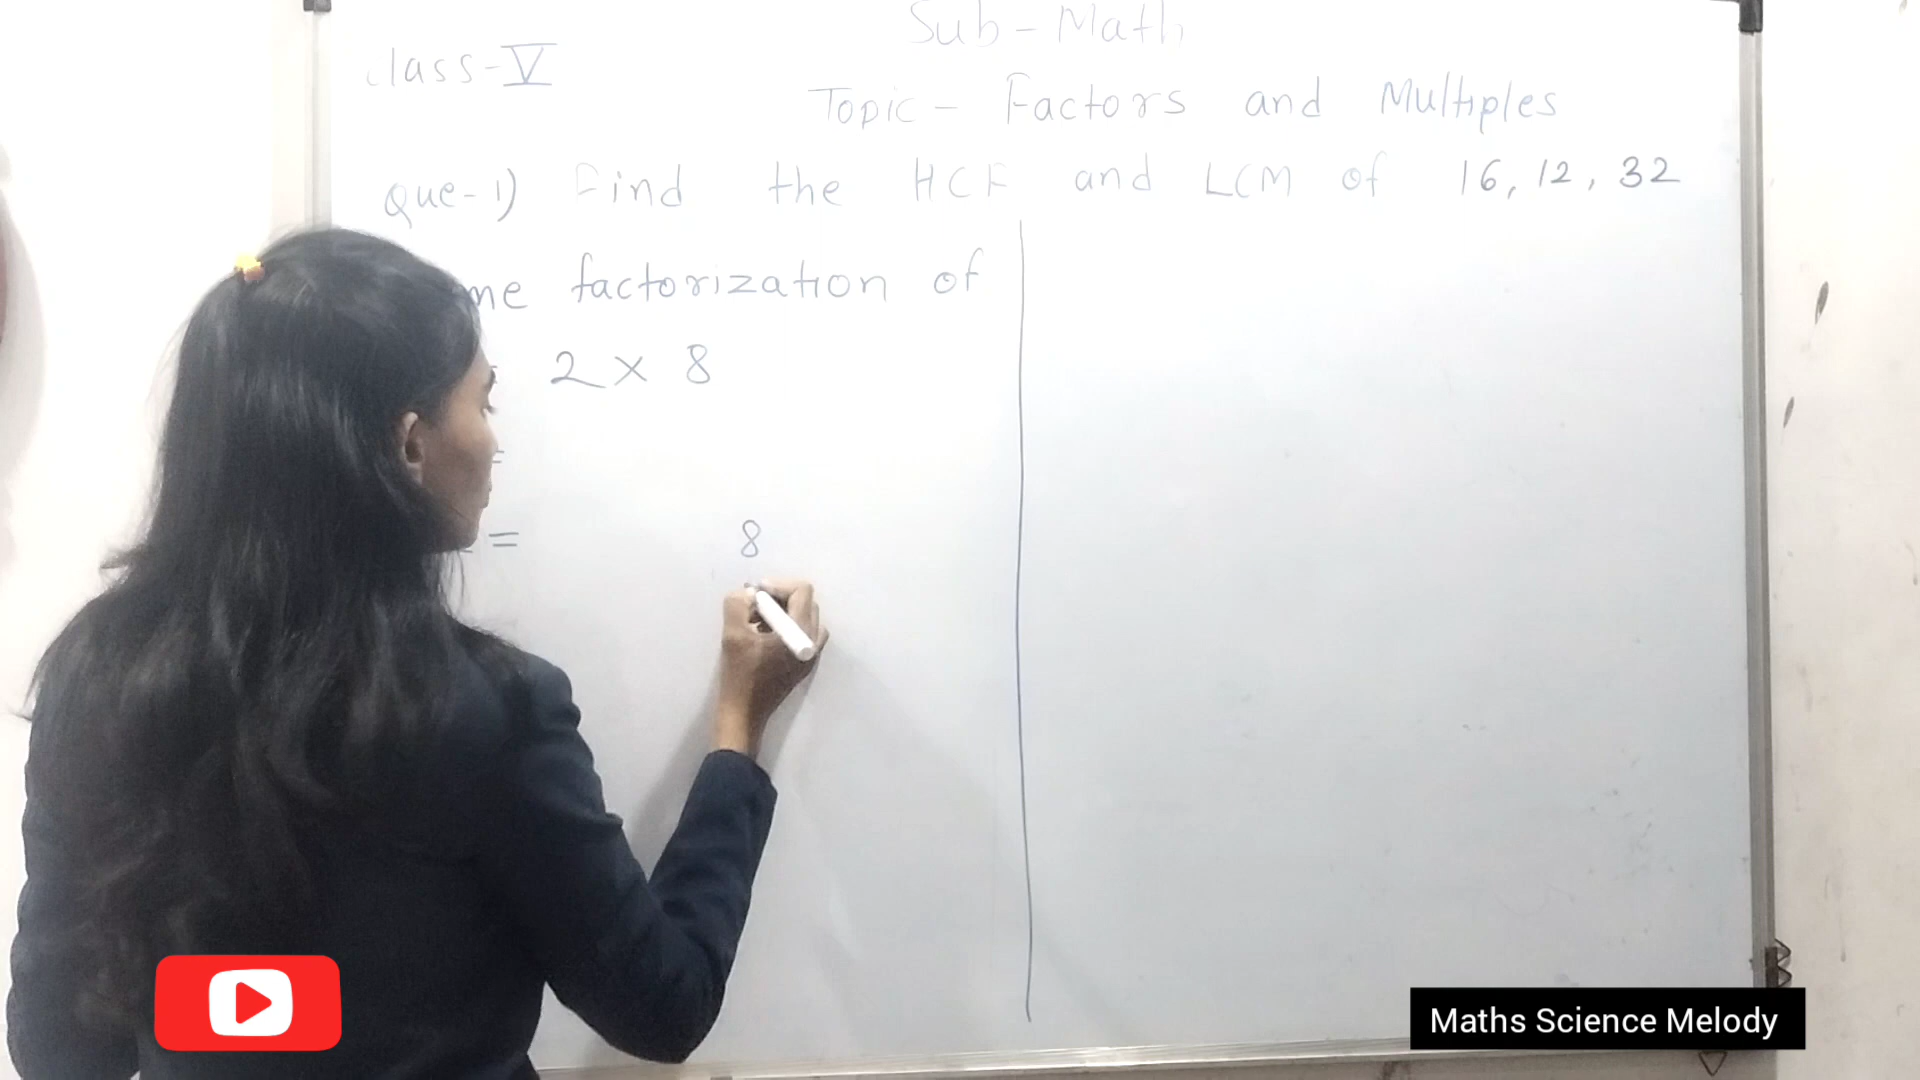 Sub - Math
Class - V
Topic - Factors and Multiples
Que-1) Find the HCF and LCM of 16, 12, 32
factorization of
2 × 8
=
=
8
Maths Science Melody